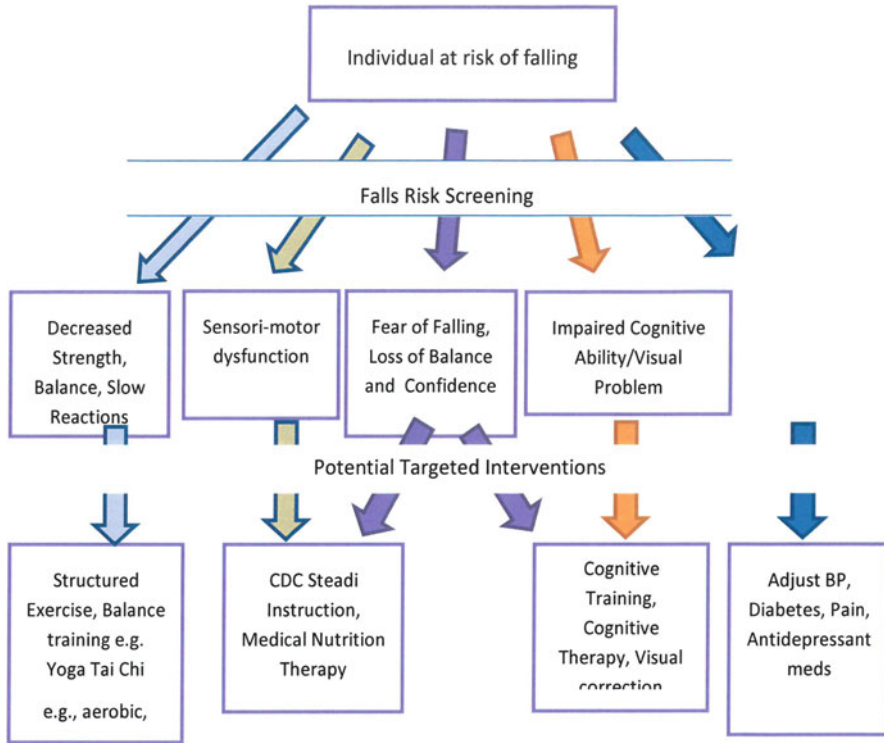 Individual at risk of falling
Falls Risk Screening
Decreased
Strength,
Balance, Slow
Reactions
Sensori-motor
dysfunction
Fear of Falling,
Loss of Balance
and Confidence
Impaired Cognitive
Ability/Visual
Problem
Potential Targeted Interventions
Structured
Exercise, Balance
training e.g.
Yoga Tai Chi
e.g., aerobic,
CDC Steadi
Instruction,
Medical Nutrition
Therapy
Cognitive
Training,
Cognitive
Therapy, Visual
correction
Adjust BP,
Diabetes, Pain,
Antidepressant
meds